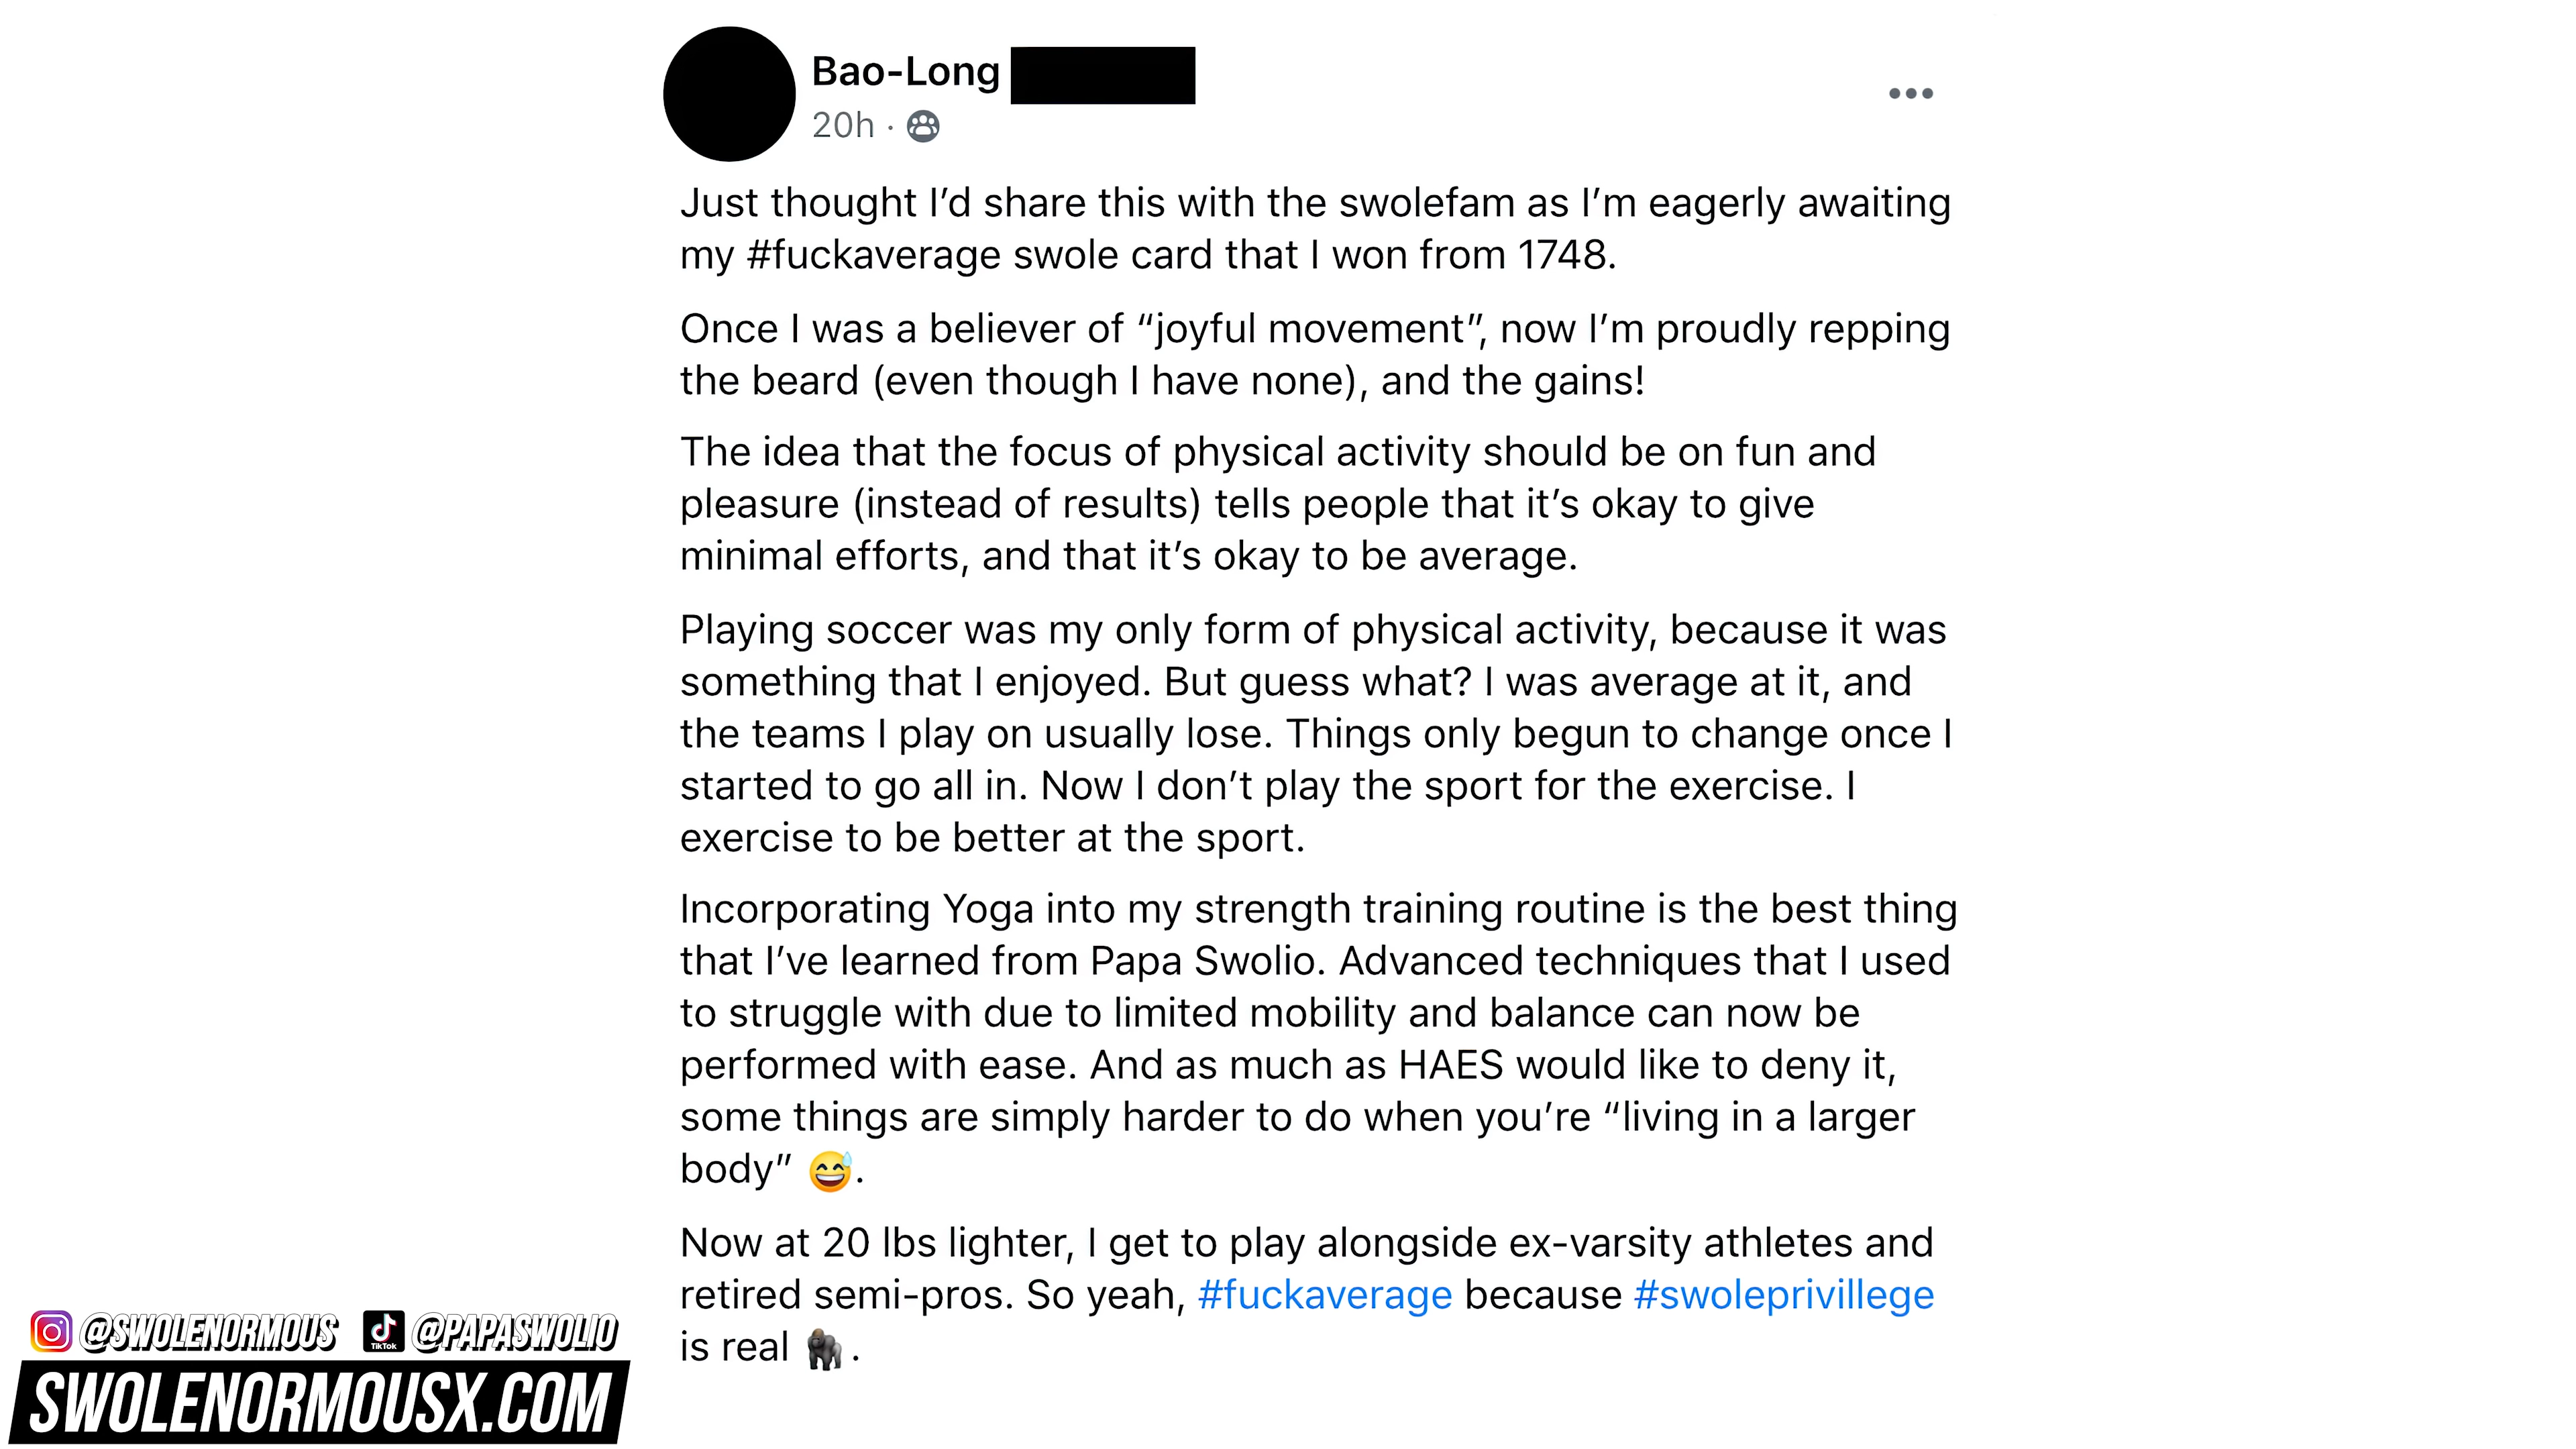 Bao-Long
20h ·
Just thought I’d share this with the swolefam as I’m eagerly awaiting
my #fuckaverage swole card that I won from 1748.
Once I was a believer of “joyful movement”, now I’m proudly repping
the beard (even though I have none), and the gains!
The idea that the focus of physical activity should be on fun and
pleasure (instead of results) tells people that it’s okay to give
minimal efforts, and that it’s okay to be average.
Playing soccer was my only form of physical activity, because it was
something that I enjoyed. But guess what? I was average at it, and
the teams I play on usually lose. Things only begun to change once I
started to go all in. Now I don’t play the sport for the exercise. I
exercise to be better at the sport.
Incorporating Yoga into my strength training routine is the best thing
that I’ve learned from Papa Swolio. Advanced techniques that I used
to struggle with due to limited mobility and balance can now be
performed with ease. And as much as HAES would like to deny it,
some things are simply harder to do when you’re “living in a larger
body” 😅.
Now at 20 lbs lighter, I get to play alongside ex-varsity athletes and
retired semi-pros. So yeah, #fuckaverage because #swoleprivillege
is real 🦍.
@SWOLENORMOUS TikTok @PAPASWOLIO
SWOLENORMOUSX.COM